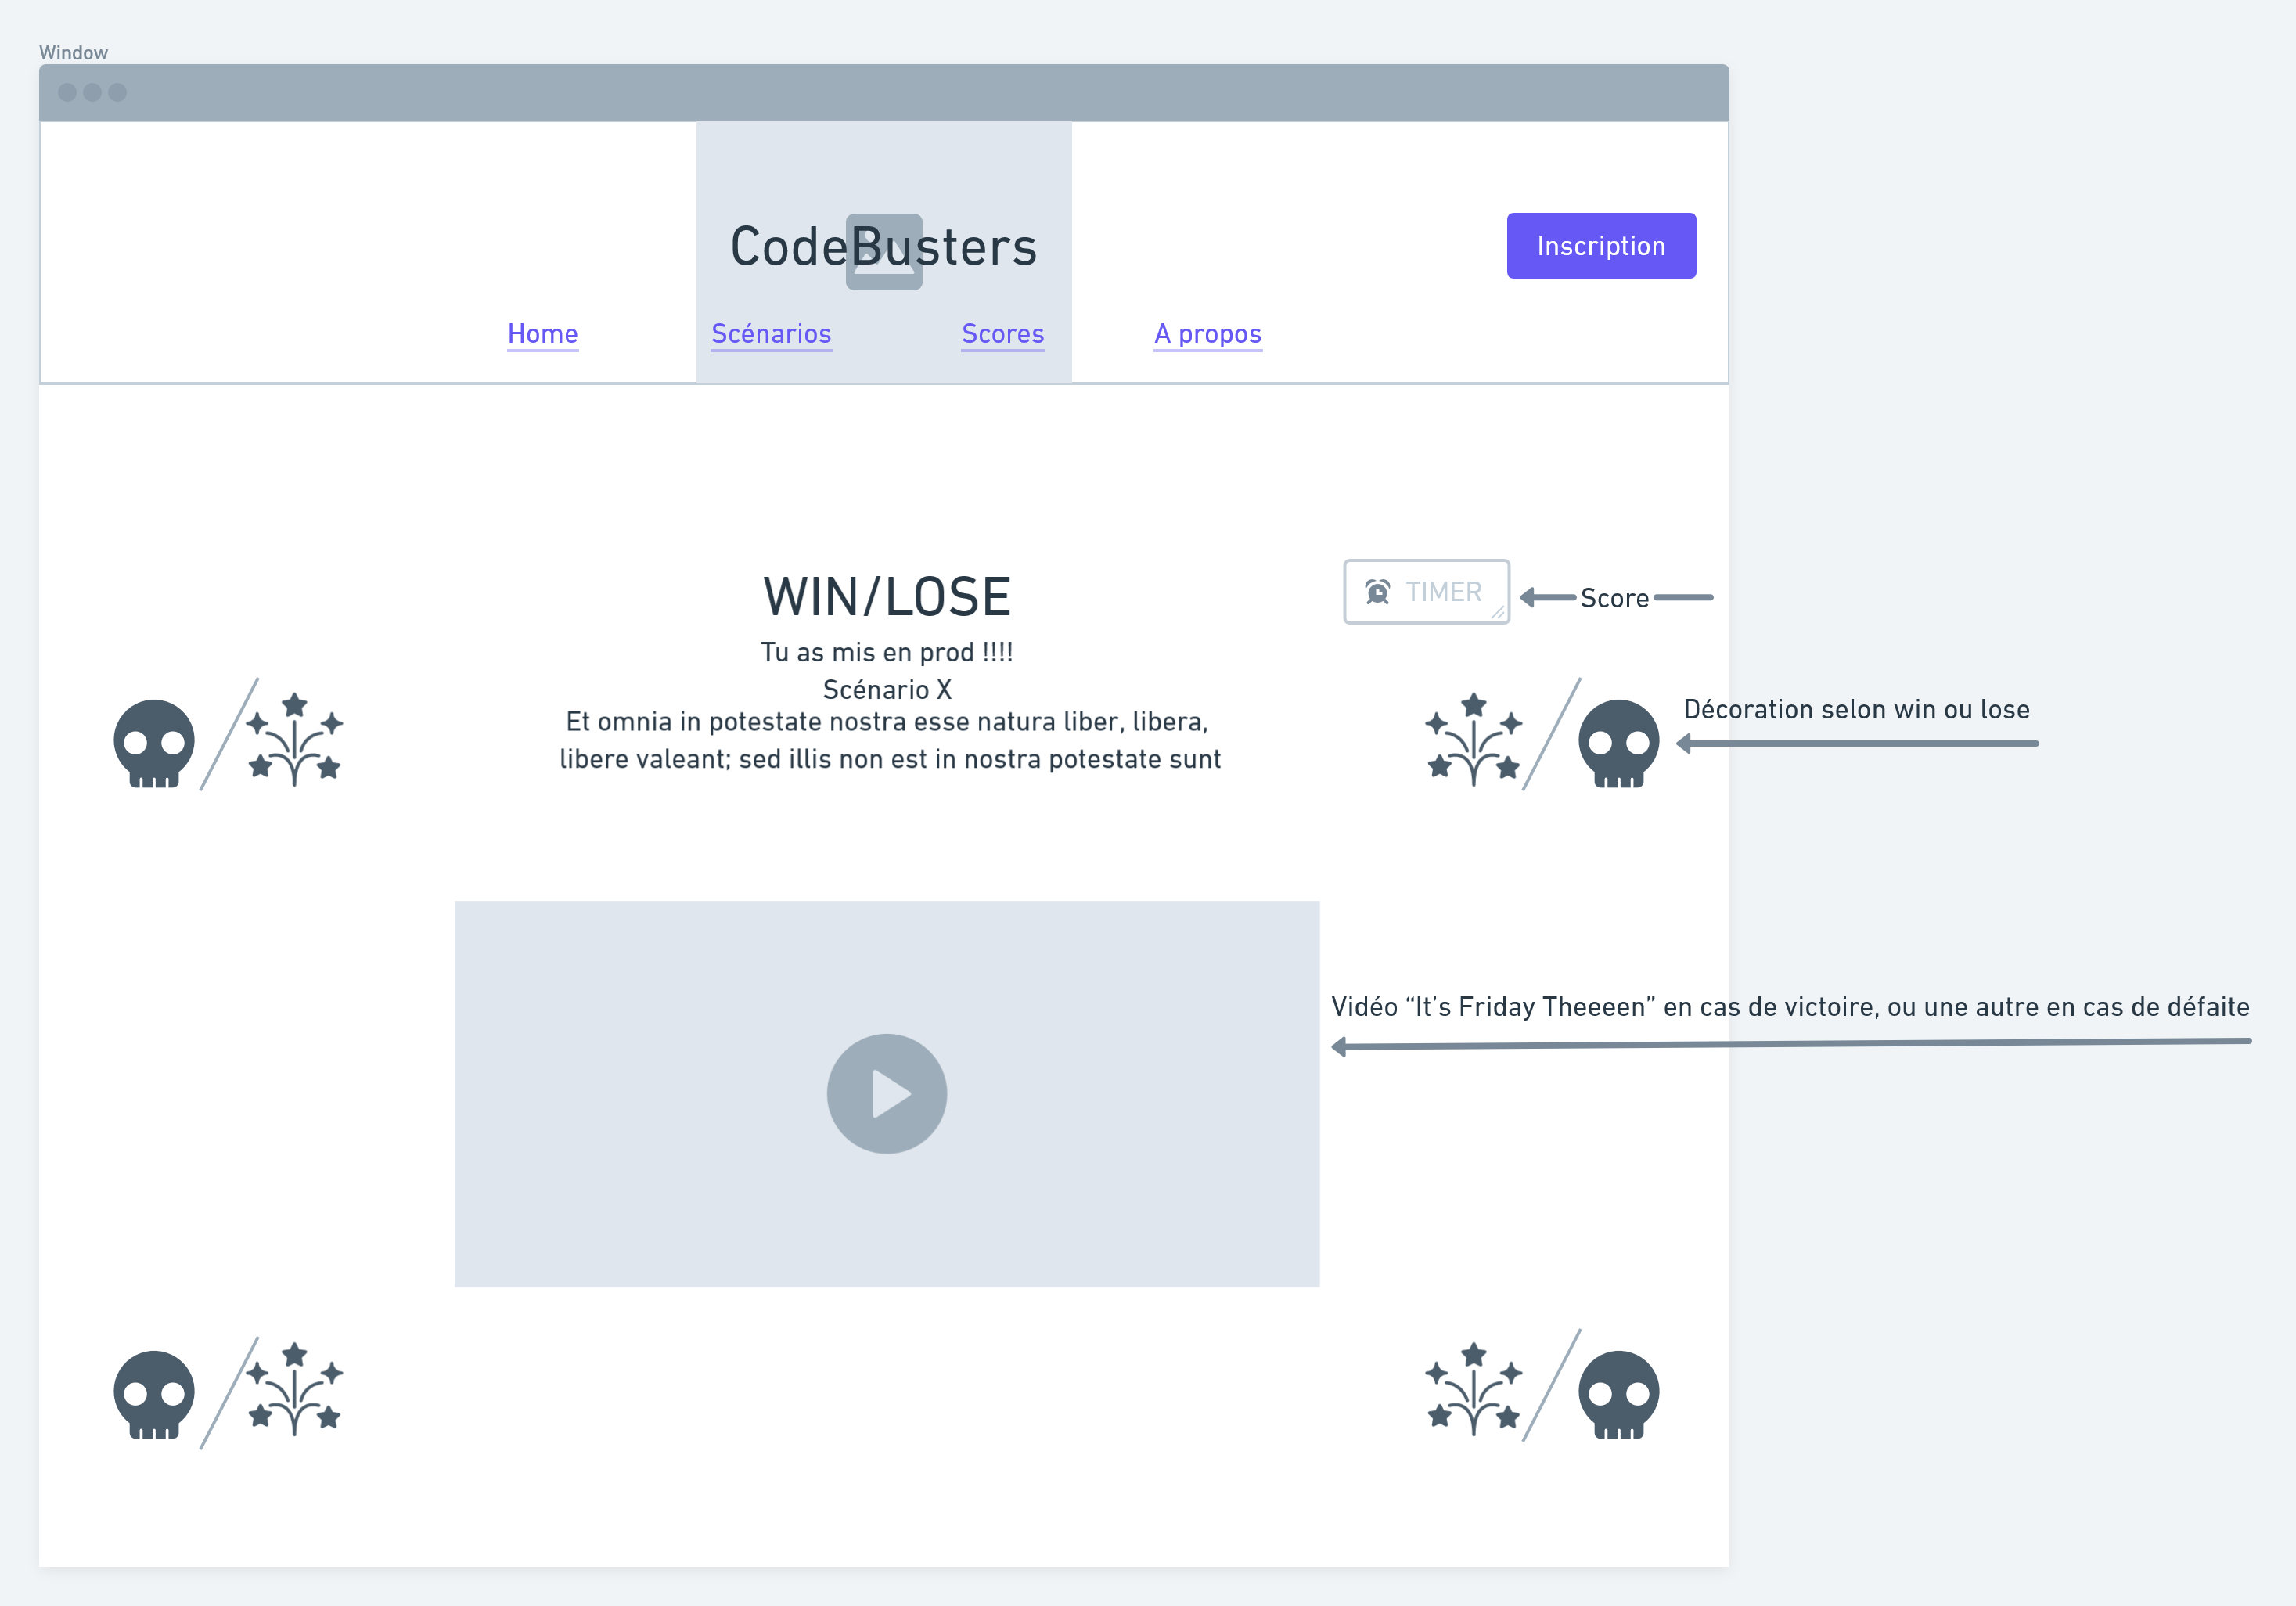 Window
CodeBusters
Inscription
Home
Scénarios
Scores
A propos
WIN/LOSE
TIMER
Score
Tu as mis en prod !!!!
Scénario X
Et omnia in potestate nostra esse natura liber, libera,
libere valeant; sed illis non est in nostra potestate sunt
Décoration selon win ou lose
Vidéo “It’s Friday Theeeen” en cas de victoire, ou une autre en cas de défaite